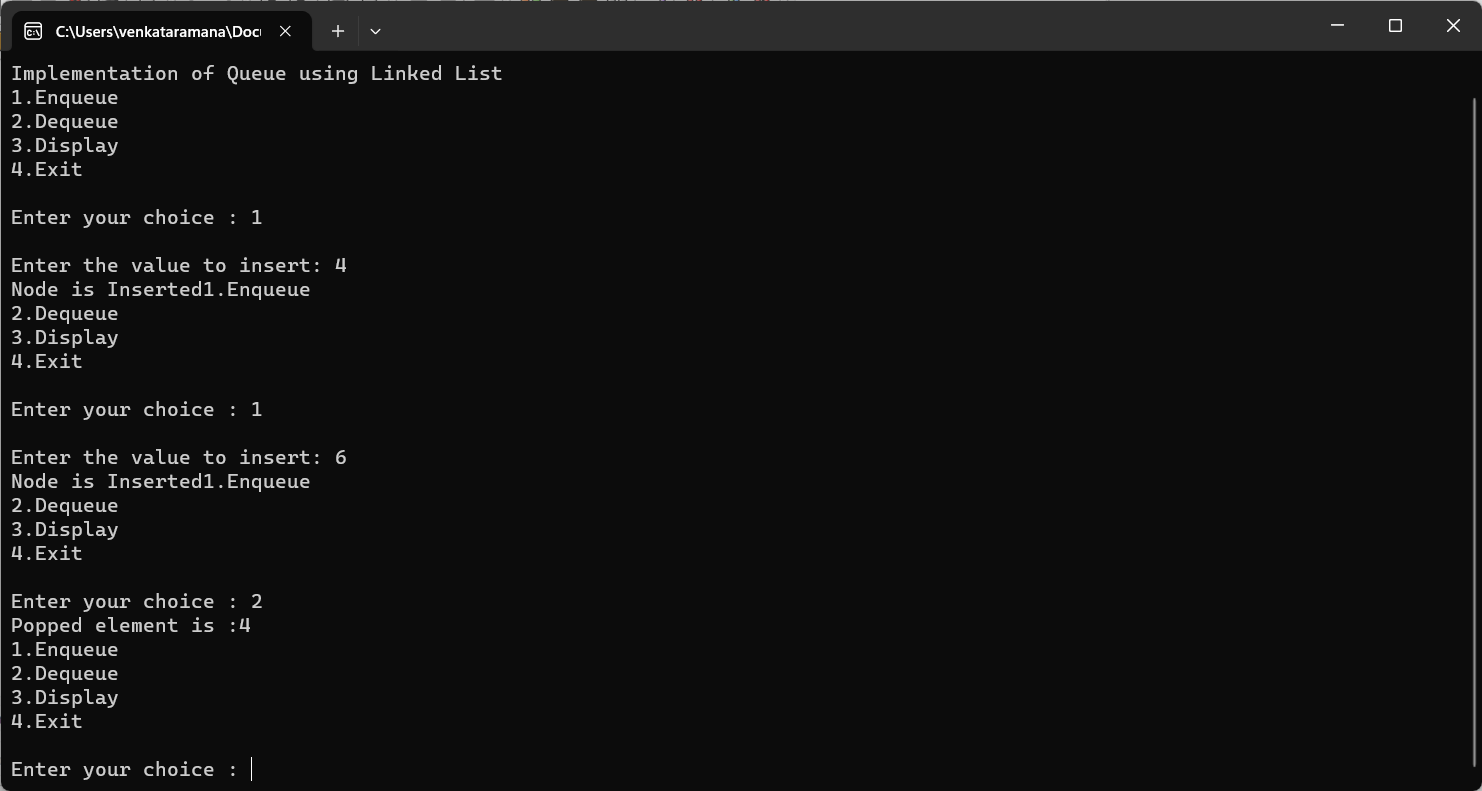 C:\Users\venkataramana\Doc
Implementation of Queue using Linked List
1.Enqueue
2.Dequeue
3.Display
4.Exit
Enter your choice : 1
Enter the value to insert: 4
Node is Inserted1.Enqueue
2.Dequeue
3.Display
4.Exit
Enter your choice : 1
Enter the value to insert: 6
Node is Inserted1.Enqueue
2.Dequeue
3.Display
4.Exit
Enter your choice : 2
Popped element is :4
1.Enqueue
2.Dequeue
3.Display
4.Exit
Enter your choice :